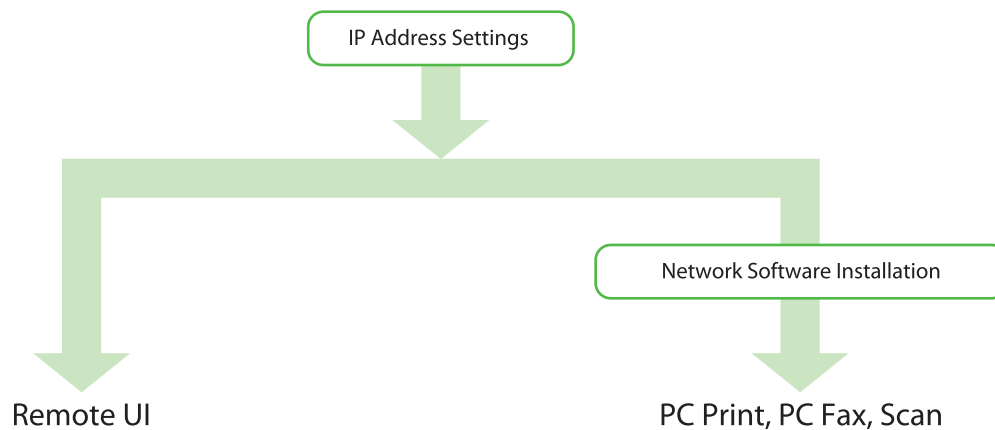 IP Address Settings
Network Software Installation
Remote UI
PC Print, PC Fax, Scan